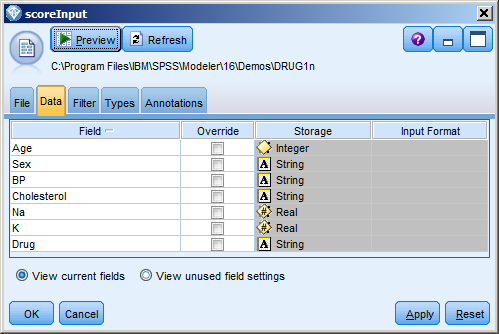 scoreInput
Preview Refresh ?
C:\Program Files\IBM\SPSS\Modeler\16\Demos\DRUG1n
File Data Filter Types Annotations
Field Override Storage Input Format
Age Integer
Sex A String
BP A String
Cholesterol A String
Na # Real
K # Real
Drug A String
View current fields View unused field settings
OK Cancel Apply Reset